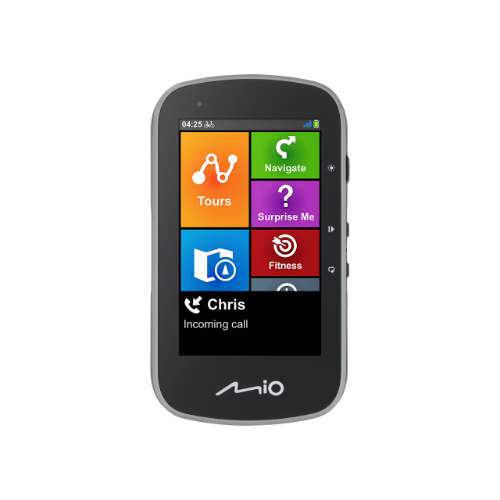 04:25
Tours
Navigate
?
Surprise Me
Fitness
Chris
Incoming call
Mio